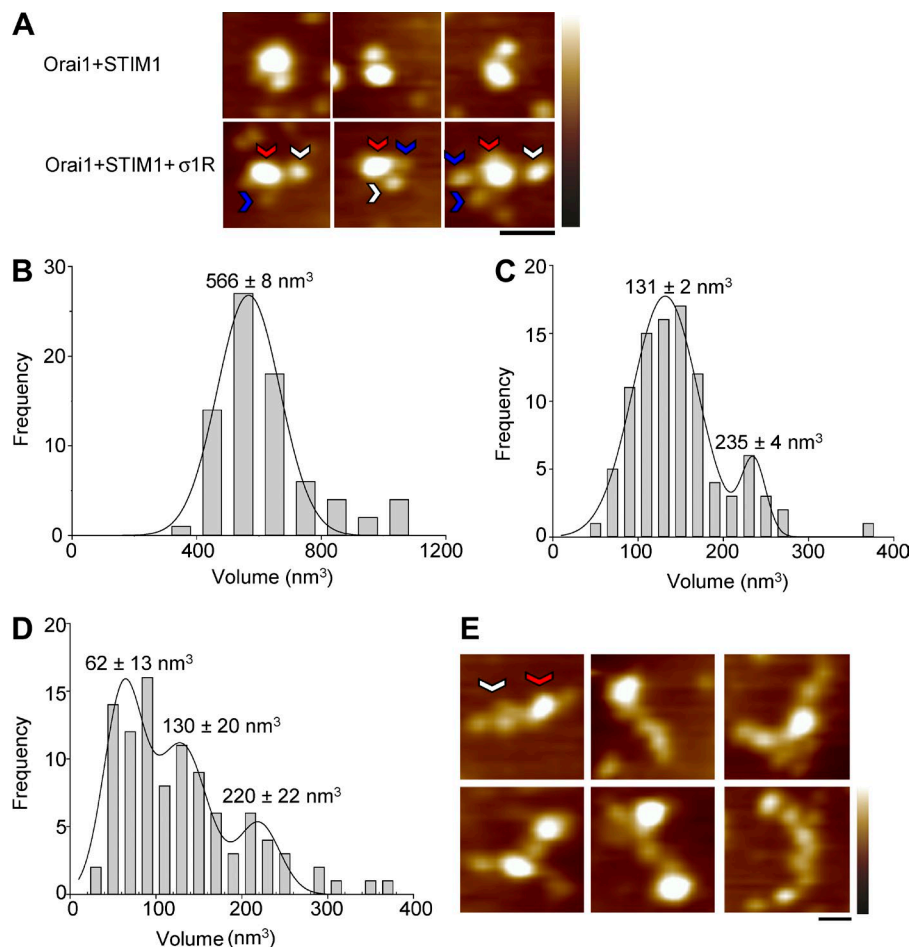 A
Orai1+STIM1
Orai1+STIM1+σ1R
B
30
20
10
0
Frequency
566 ± 8 nm³
0
400
800
1200
Volume (nm³)
C
20
15
10
5
0
Frequency
131 ± 2 nm³
235 ± 4 nm³
0
100
200
300
400
Volume (nm³)
D
20
15
10
5
0
Frequency
62 ± 13 nm³
130 ± 20 nm³
220 ± 22 nm³
0
100
200
300
400
Volume (nm³)
E